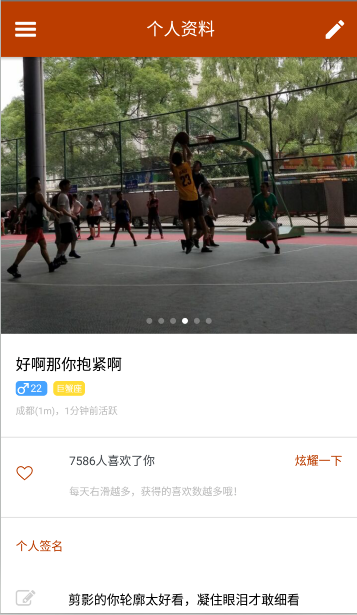 个人资料
23
好啊那你抱紧啊
♂22 巨蟹座
成都(1m)，1分钟前活跃
7586人喜欢了你 炫耀一下
每天右滑越多，获得的喜欢数越多哦！
个人签名
剪影的你轮廓太好看，凝住眼泪才敢细看